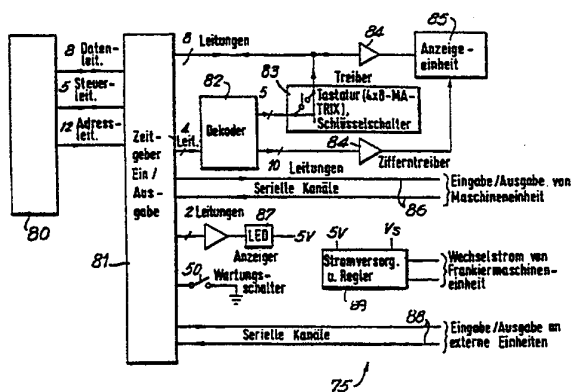 8 Daten-
leit.
5 Steuer-
leit.
12 Adress-
leit.
80
81
Zeit-
geber
Ein/
Aus-
gabe
8 Leitungen
84
85
Anzeige-
einheit
Treiber
83
Tastatur (4x8-MA-
TRIX),
Schlüsselschalter
5
82
Dekoder
4
Leit.
10
84
Zifferntreiber
Leitungen
Serielle Kanäle
86
Eingabe/Ausgabe von
Maschineneinheit
2 Leitungen
87
LED
5V
Anzeiger
50
Wartungs-
schalter
5V
Vs
Stromversorg.
u. Regler
89
Wechselstrom von
Frankiermaschinen-
einheit
Serielle Kanäle
88
Eingabe/Ausgabe an
externe Einheiten
75